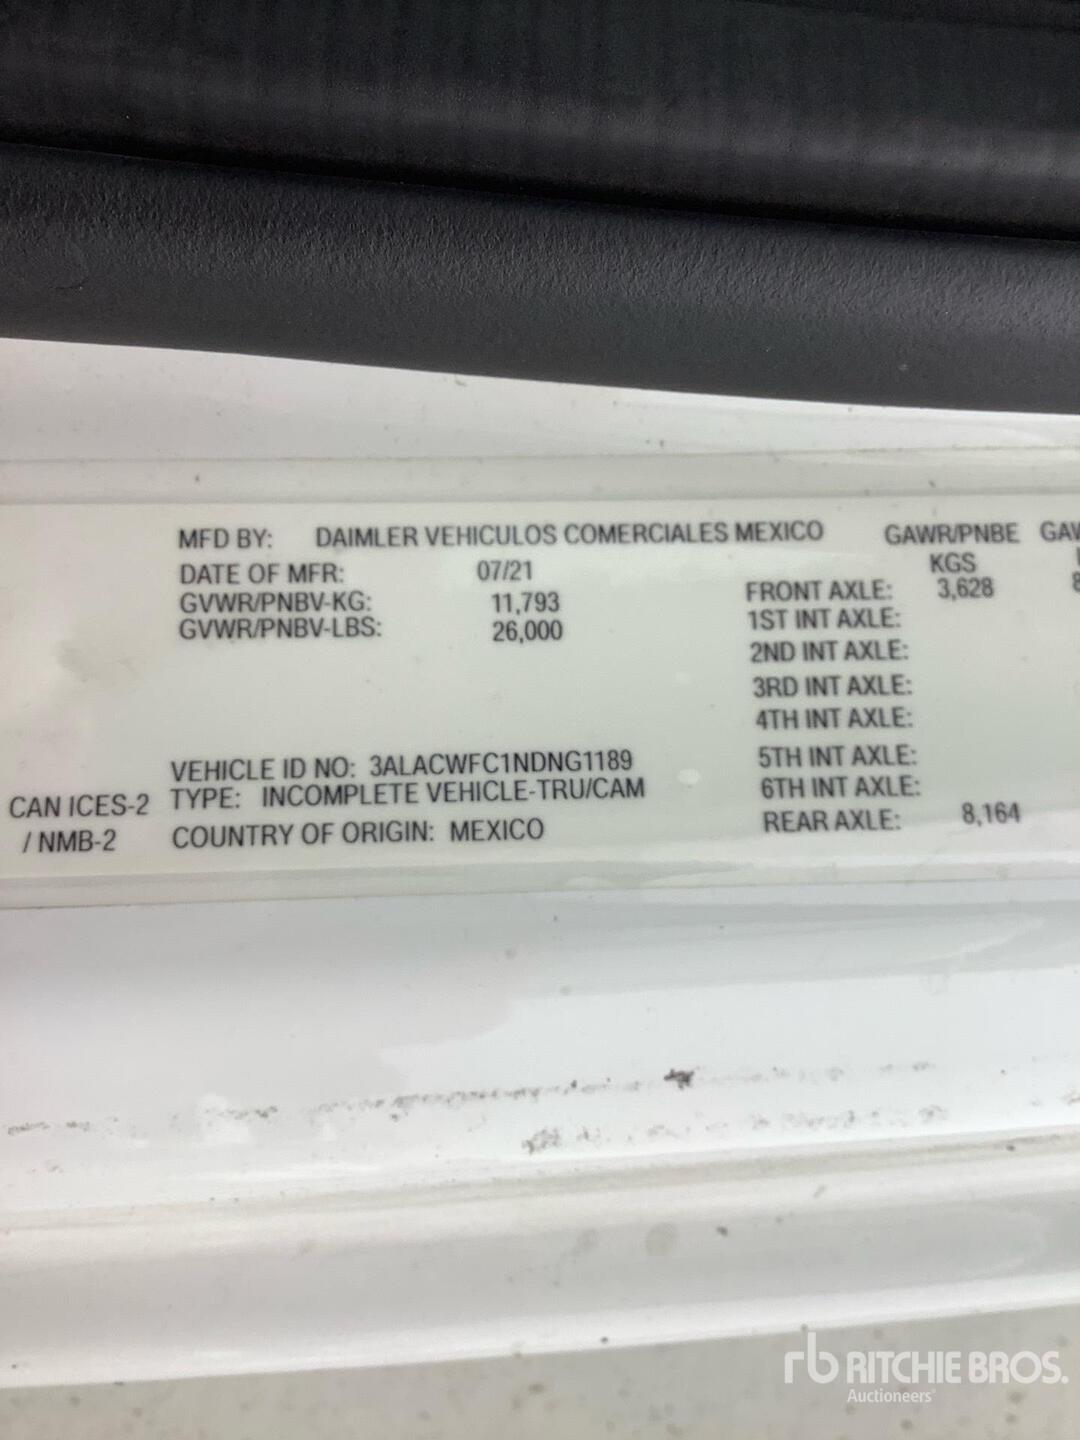 MFD BY: DAIMLER VEHICULOS COMERCIALES MEXICO
DATE OF MFR: 07/21
GVWR/PNBV-KG: 11,793
GVWR/PNBV-LBS: 26,000
VEHICLE ID NO: 3ALACWFC1NDNG1189
TYPE: INCOMPLETE VEHICLE-TRU/CAM
COUNTRY OF ORIGIN: MEXICO
CAN ICES-2
/ NMB-2
GAWR/PNBE
KGS
FRONT AXLE: 3,628
1ST INT AXLE:
2ND INT AXLE:
3RD INT AXLE:
4TH INT AXLE:
5TH INT AXLE:
6TH INT AXLE:
REAR AXLE: 8,164
rb RITCHIE BROS.
Auctioneers